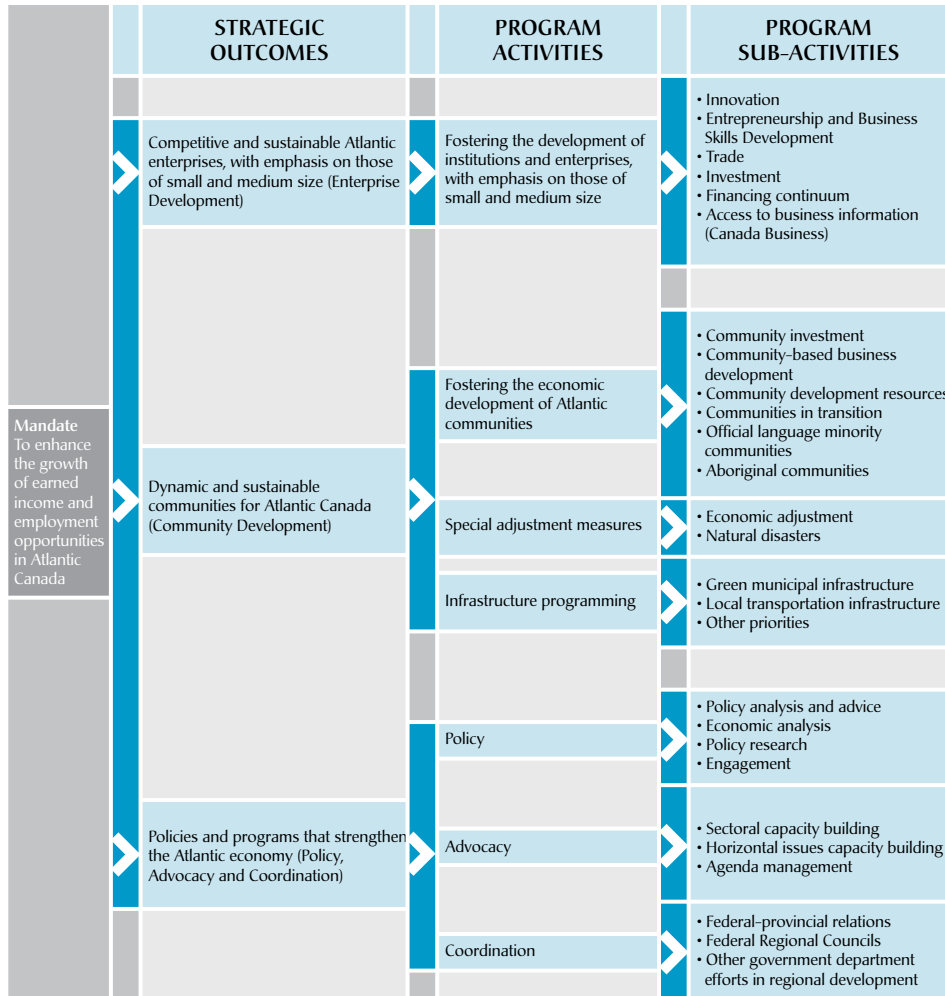 STRATEGIC
OUTCOMES
PROGRAM
ACTIVITIES
PROGRAM
SUB-ACTIVITIES
Mandate
To enhance
the growth
of earned
income and
employment
opportunities
in Atlantic
Canada
Competitive and sustainable Atlantic
enterprises, with emphasis on those
of small and medium size (Enterprise
Development)
Fostering the development of
institutions and enterprises,
with emphasis on those of
small and medium size
• Innovation
• Entrepreneurship and Business
Skills Development
• Trade
• Investment
• Financing continuum
• Access to business information
(Canada Business)
Dynamic and sustainable
communities for Atlantic Canada
(Community Development)
Fostering the economic
development of Atlantic
communities
• Community investment
• Community-based business
development
• Community development resources
• Communities in transition
• Official language minority
communities
• Aboriginal communities
Special adjustment measures
• Economic adjustment
• Natural disasters
Infrastructure programming
• Green municipal infrastructure
• Local transportation infrastructure
• Other priorities
Policies and programs that strengthen
the Atlantic economy (Policy,
Advocacy and Coordination)
Policy
• Policy analysis and advice
• Economic analysis
• Policy research
• Engagement
Advocacy
• Sectoral capacity building
• Horizontal issues capacity building
• Agenda management
Coordination
• Federal-provincial relations
• Federal Regional Councils
• Other government department
efforts in regional development